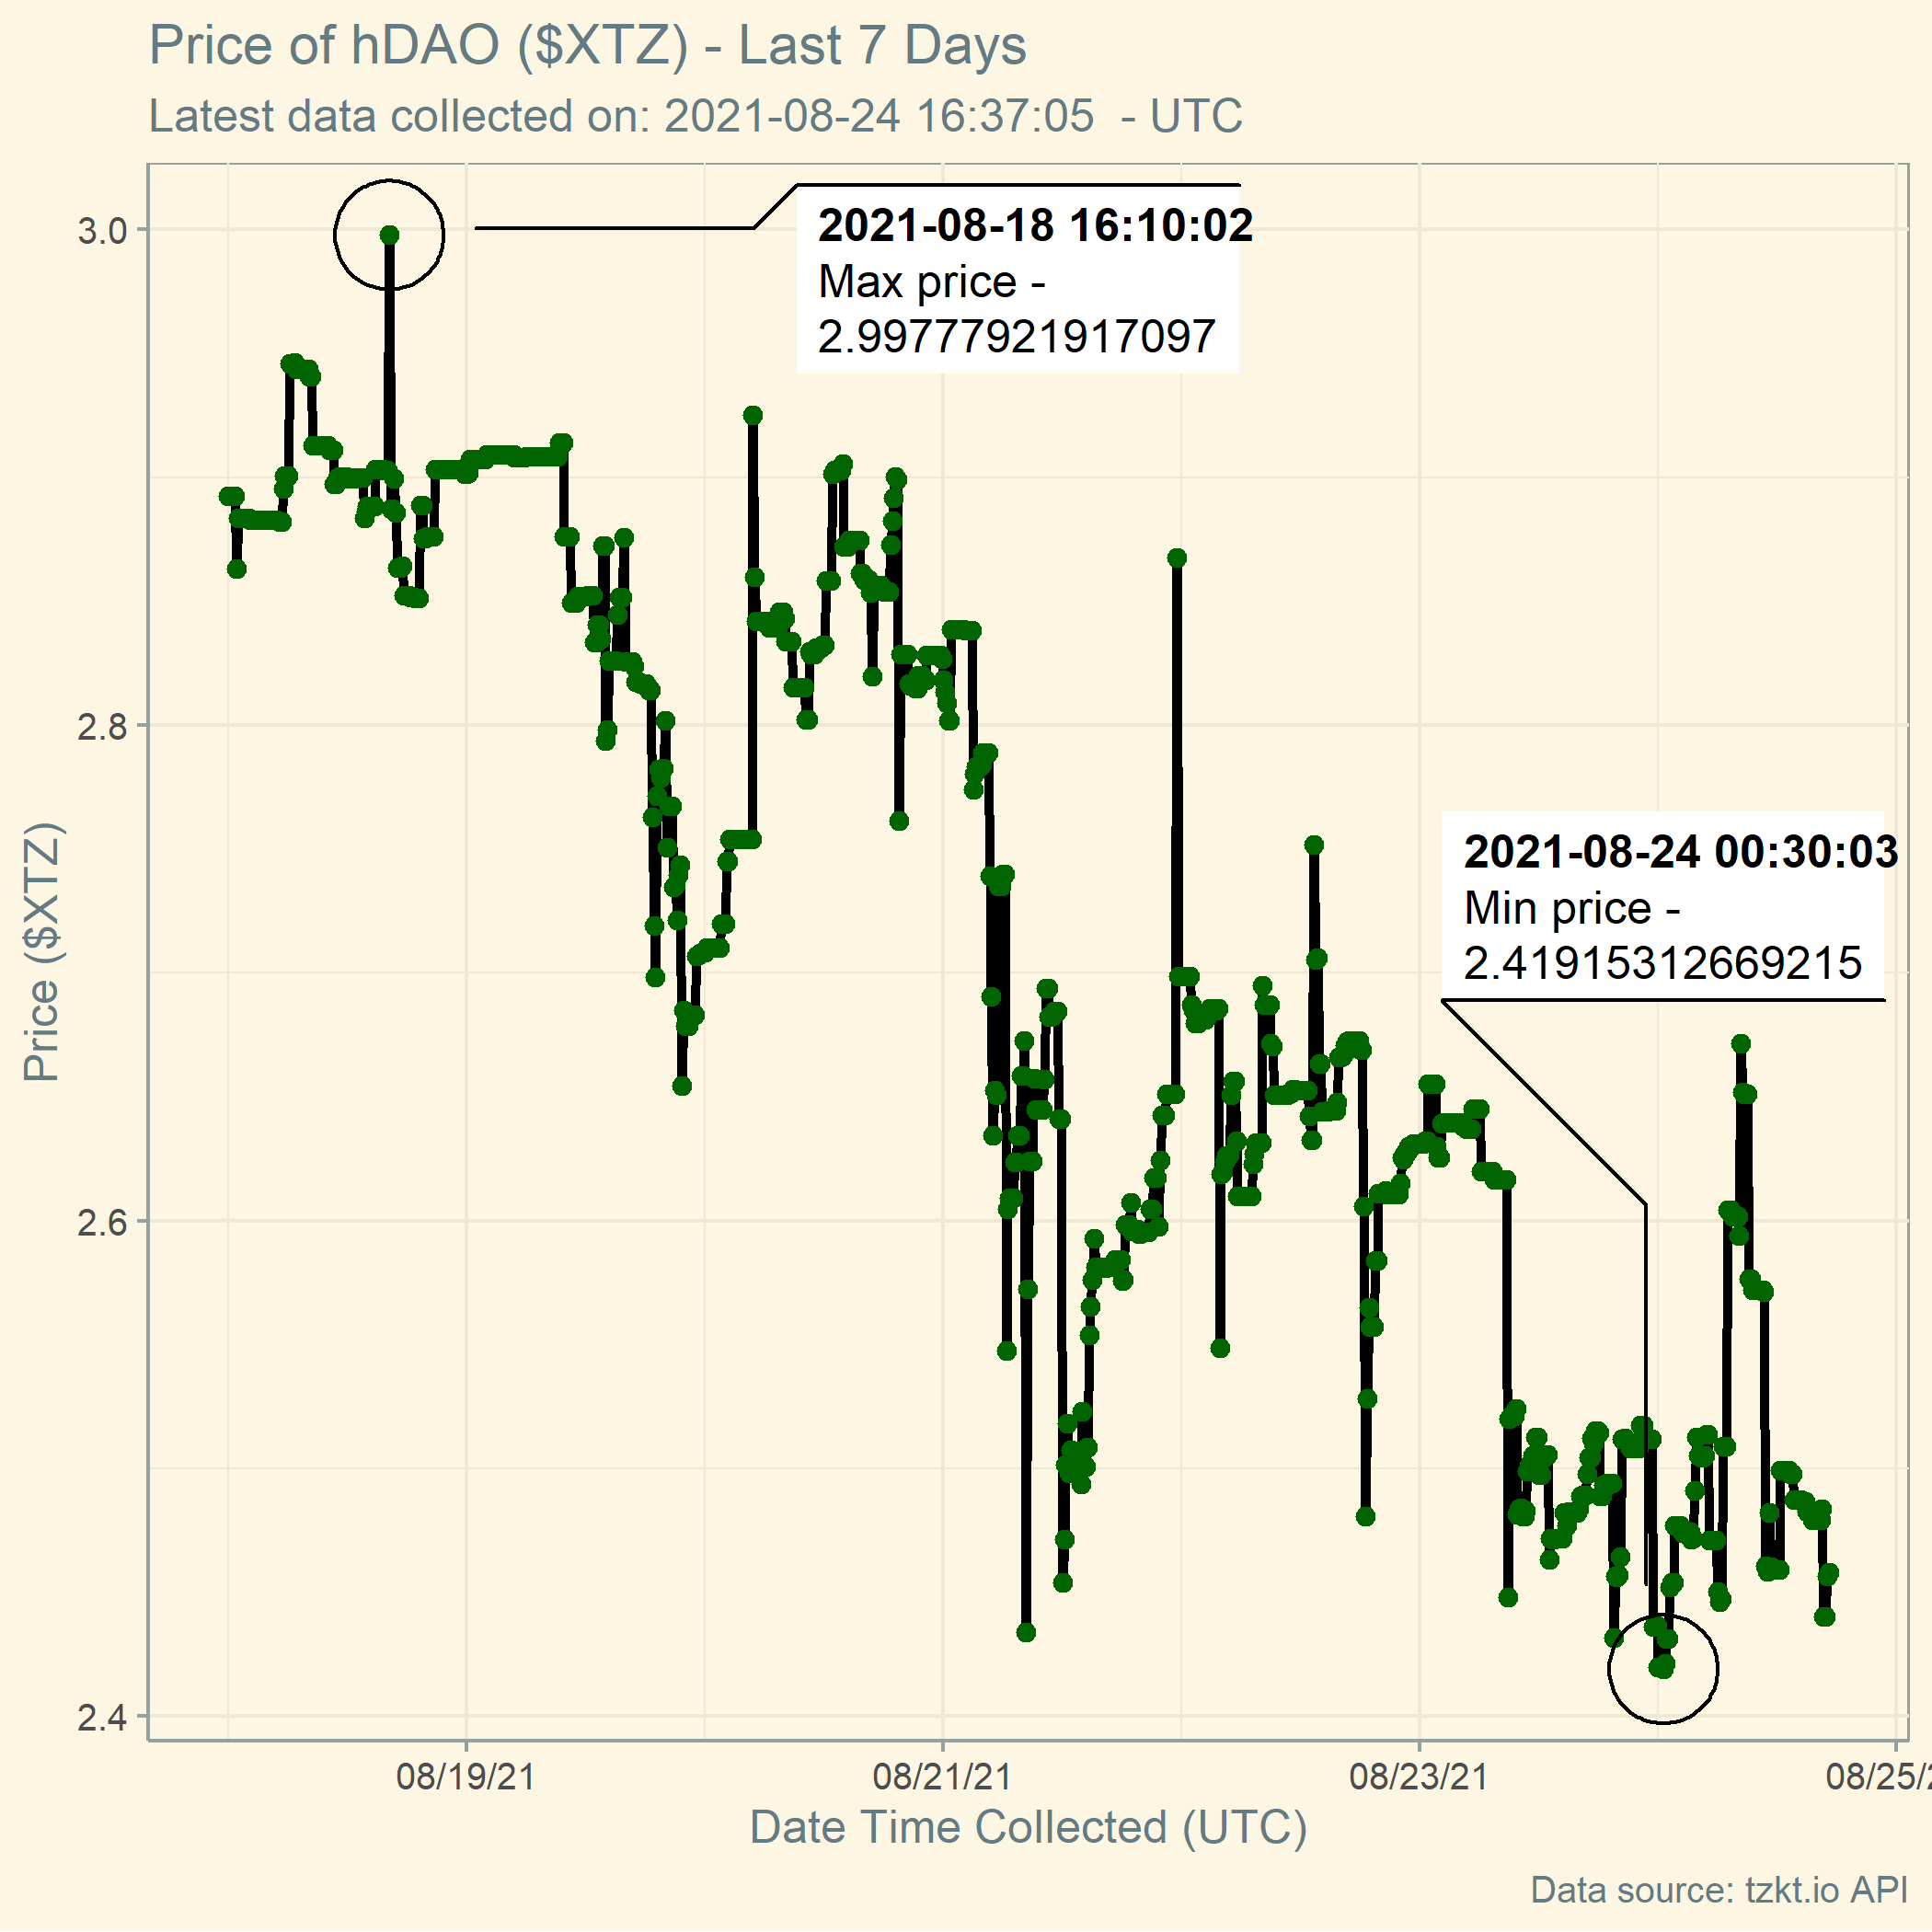 Price of hDAO ($XTZ) - Last 7 Days
Latest data collected on: 2021-08-24 16:37:05  - UTC
2021-08-18 16:10:02
Max price -
2.99777921917097
2021-08-24 00:30:03
Min price -
2.41915312669215
Price ($XTZ)
3.0
2.8
2.6
2.4
08/19/21
08/21/21
08/23/21
08/25/2
Date Time Collected (UTC)
Data source: tzkt.io API